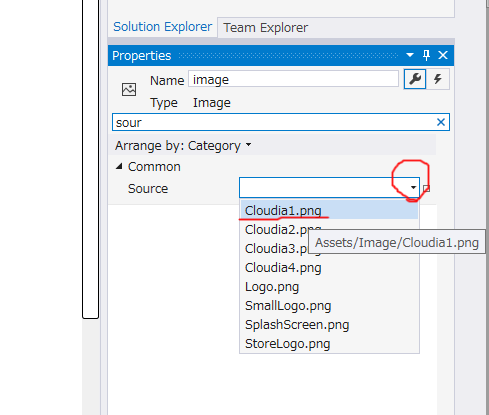 Solution Explorer Team Explorer
Properties
Name image
Type Image
sour
Arrange by: Category
Common
Source
Cloudia1.png
Cloudia2.png
Assets/Image/Cloudia1.png
Cloudia3.png
Cloudia4.png
Logo.png
SmallLogo.png
SplashScreen.png
StoreLogo.png